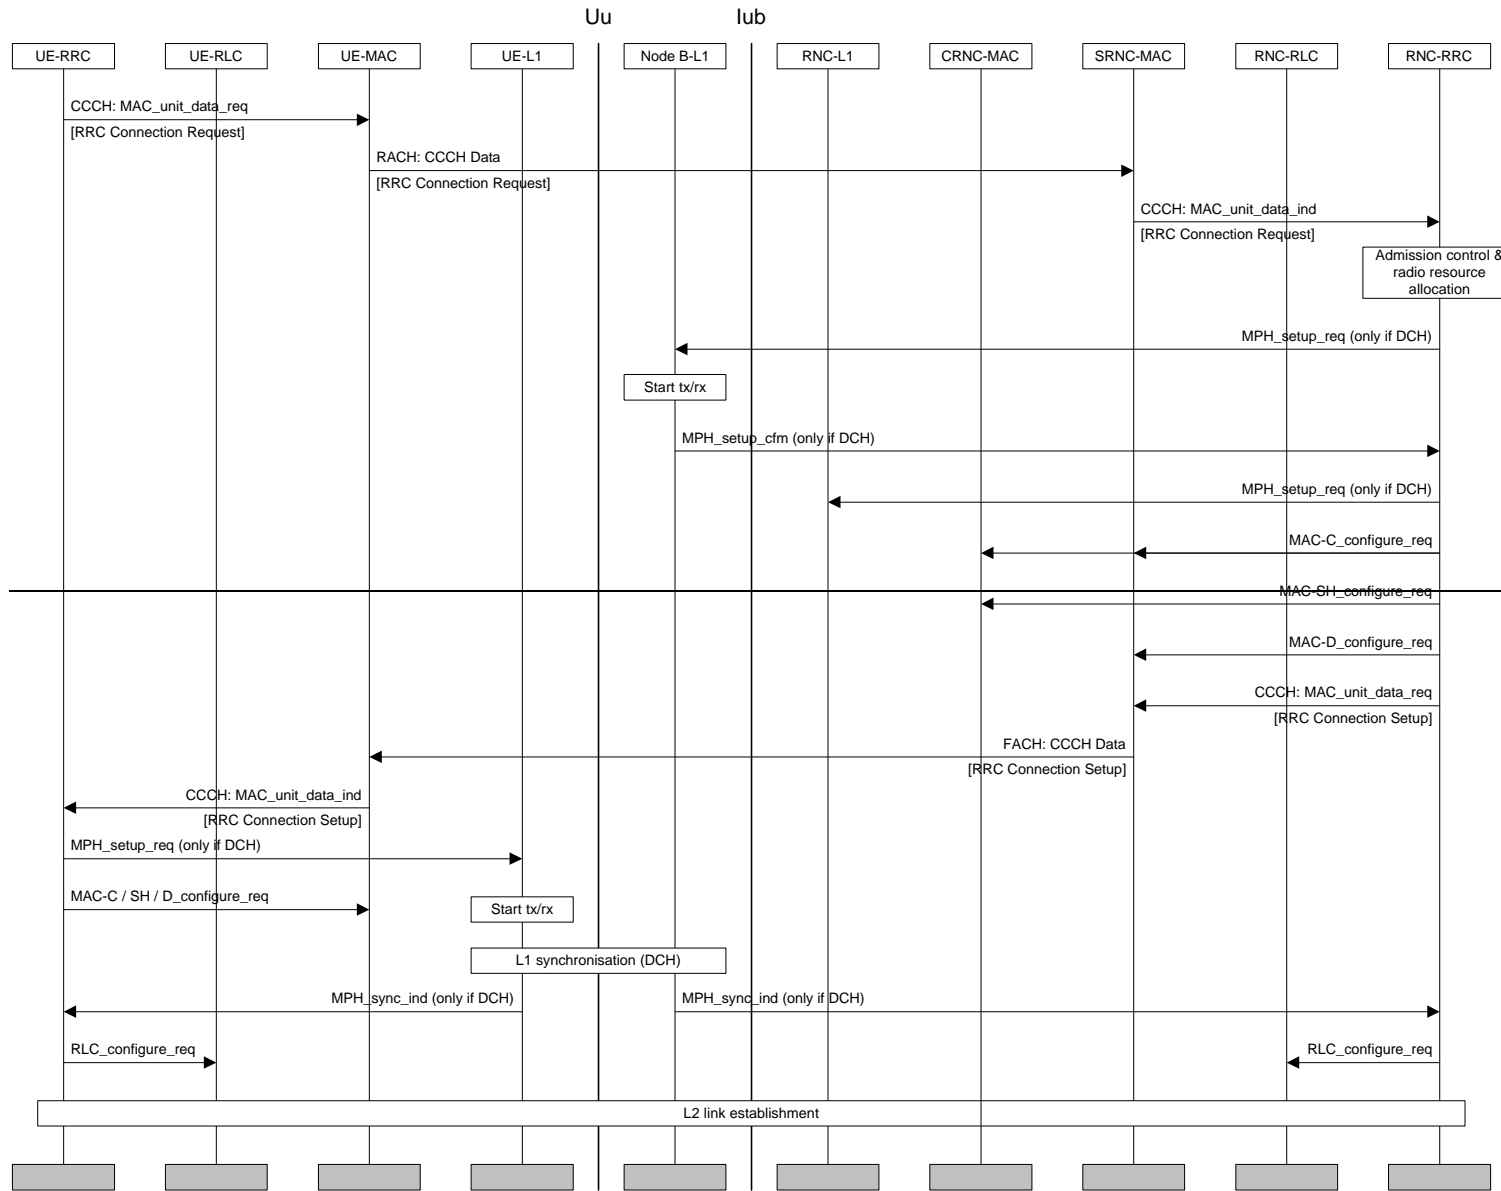 Uu
Iub
UE-RRC
UE-RLC
UE-MAC
UE-L1
Node B-L1
RNC-L1
CRNC-MAC
SRNC-MAC
RNC-RLC
RNC-RRC
CCCH: MAC_unit_data_req
[RRC Connection Request]
RACH: CCCH Data
[RRC Connection Request]
CCCH: MAC_unit_data_ind
[RRC Connection Request]
Admission control &
radio resource
allocation
MPH_setup_req (only if DCH)
Start tx/rx
MPH_setup_cfm (only if DCH)
MPH_setup_req (only if DCH)
MAC-C_configure_req
MAC-SH_configure_req
MAC-D_configure_req
CCCH: MAC_unit_data_req
[RRC Connection Setup]
FACH: CCCH Data
[RRC Connection Setup]
CCCH: MAC_unit_data_ind
[RRC Connection Setup]
MPH_setup_req (only if DCH)
MAC-C / SH / D_configure_req
Start tx/rx
L1 synchronisation (DCH)
MPH_sync_ind (only if DCH)
MPH_sync_ind (only if DCH)
RLC_configure_req
RLC_configure_req
L2 link establishment